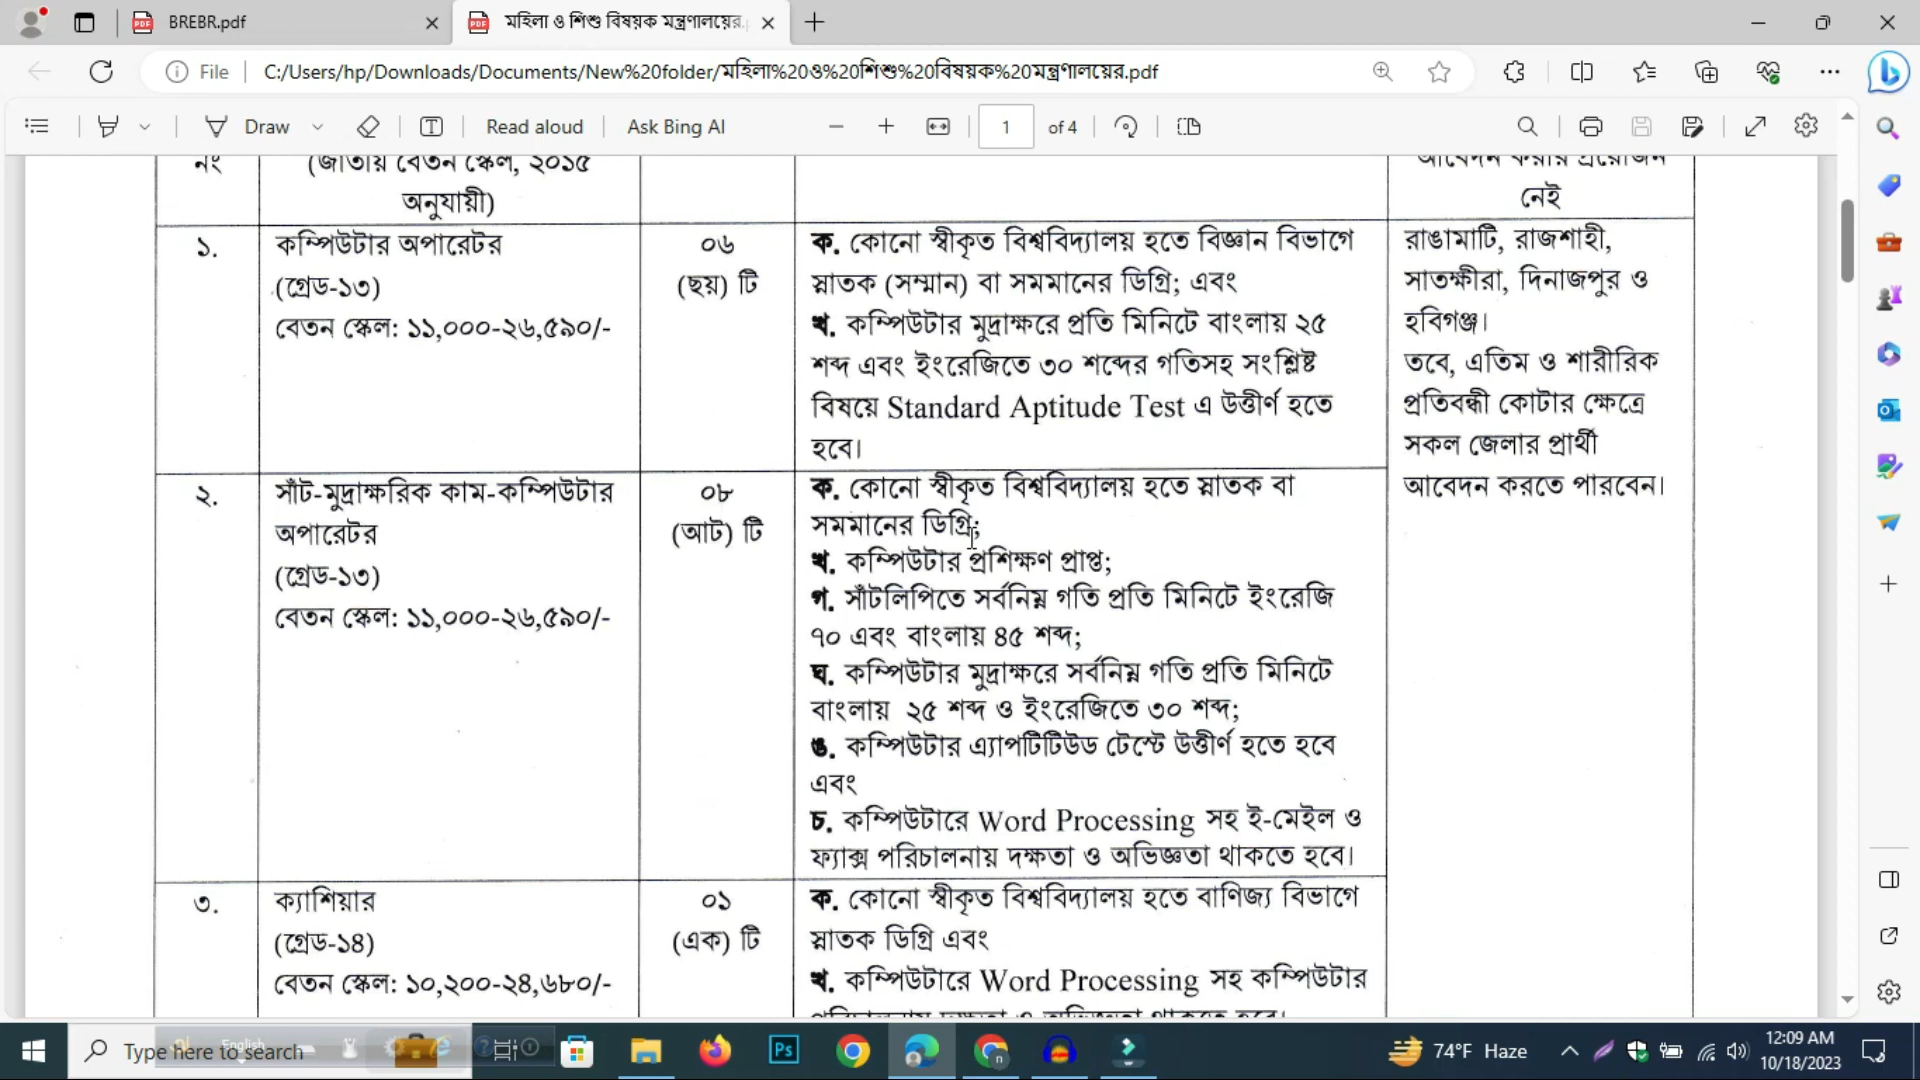 BREBR.pdf
মহিলা ও শিশু বিষয়ক মন্ত্রণালয়ের.
File
C:/Users/hp/Downloads/Documents/New%20folder/মহিলা%20ও%20শিশু%20বিষয়ক%20মন্ত্রণালয়ের.pdf
Draw
Read aloud
Ask Bing AI
1 of 4
নং
(জাতীয় বেতন স্কেল, ২০১৫
অনুযায়ী)
আবেদন করার প্রয়োজন
নেই
১.
কম্পিউটার অপারেটর
(গ্রেড-১৩)
বেতন স্কেল: ১১,০০০-২৬,৫৯০/-
০৬
(ছয়) টি
ক. কোনো স্বীকৃত বিশ্ববিদ্যালয় হতে বিজ্ঞান বিভাগে
স্নাতক (সম্মান) বা সমমানের ডিগ্রি; এবং
খ. কম্পিউটার মুদ্রাক্ষরে প্রতি মিনিটে বাংলায় ২৫
শব্দ এবং ইংরেজিতে ৩০ শব্দের গতিসহ সংশ্লিষ্ট
বিষয়ে Standard Aptitude Test এ উত্তীর্ণ হতে
হবে।
রাঙামাটি, রাজশাহী,
সাতক্ষীরা, দিনাজপুর ও
হবিগঞ্জ।
তবে, এতিম ও শারীরিক
প্রতিবন্ধী কোটার ক্ষেত্রে
সকল জেলার প্রার্থী
আবেদন করতে পারবেন।
২.
সাঁট-মুদ্রাক্ষরিক কাম-কম্পিউটার
অপারেটর
(গ্রেড-১৩)
বেতন স্কেল: ১১,০০০-২৬,৫৯০/-
০৮
(আট) টি
ক. কোনো স্বীকৃত বিশ্ববিদ্যালয় হতে স্নাতক বা
সমমানের ডিগ্রি;
খ. কম্পিউটার প্রশিক্ষণ প্রাপ্ত;
গ. সাঁটলিপিতে সর্বনিম্ন গতি প্রতি মিনিটে ইংরেজি
৭০ এবং বাংলায় ৪৫ শব্দ;
ঘ. কম্পিউটার মুদ্রাক্ষরে সর্বনিম্ন গতি প্রতি মিনিটে
বাংলায় ২৫ শব্দ ও ইংরেজিতে ৩০ শব্দ;
ঙ. কম্পিউটার এ্যাপটিটিউড টেস্টে উত্তীর্ণ হতে হবে
এবং
চ. কম্পিউটারে Word Processing সহ ই-মেইল ও
ফ্যাক্স পরিচালনায় দক্ষতা ও অভিজ্ঞতা থাকতে হবে।
৩.
ক্যাশিয়ার
(গ্রেড-১৪)
বেতন স্কেল: ১০,২০০-২৪,৬৮০/-
০১
(এক) টি
ক. কোনো স্বীকৃত বিশ্ববিদ্যালয় হতে বাণিজ্য বিভাগে
স্নাতক ডিগ্রি এবং
খ. কম্পিউটারে Word Processing সহ কম্পিউটার
Type here to search
English
Ps
74°F Haze
12:09 AM
10/18/2023